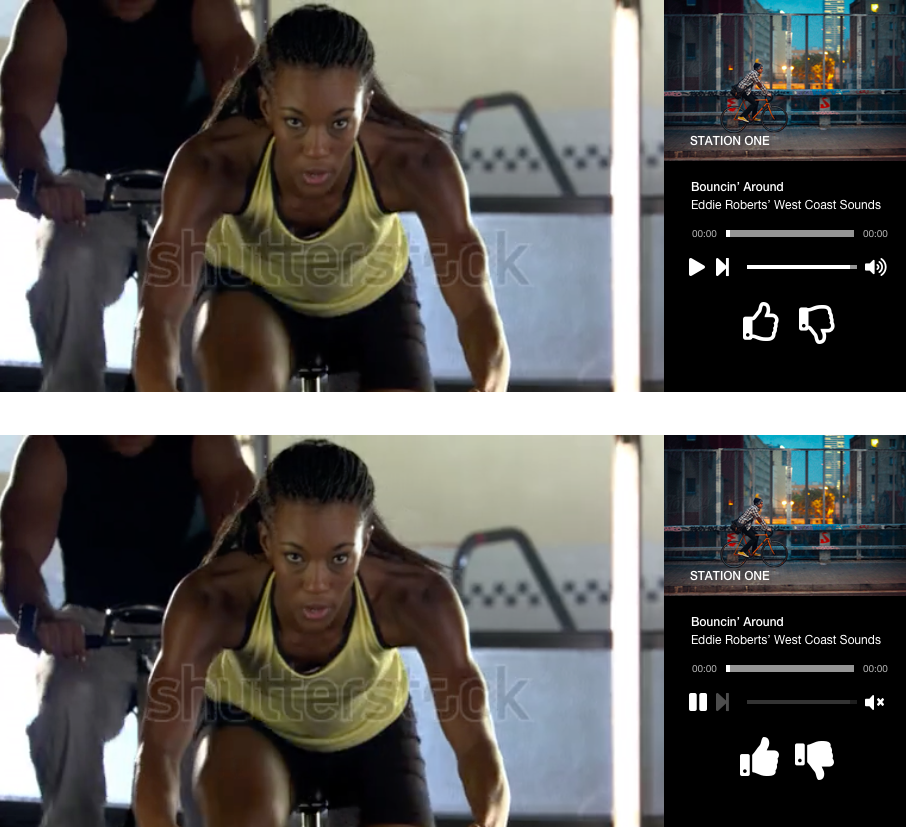 shutterstock
STATION ONE
Bouncin’ Around
Eddie Roberts’ West Coast Sounds
00:00 00:00
shutterstock
STATION ONE
Bouncin’ Around
Eddie Roberts’ West Coast Sounds
00:00 00:00